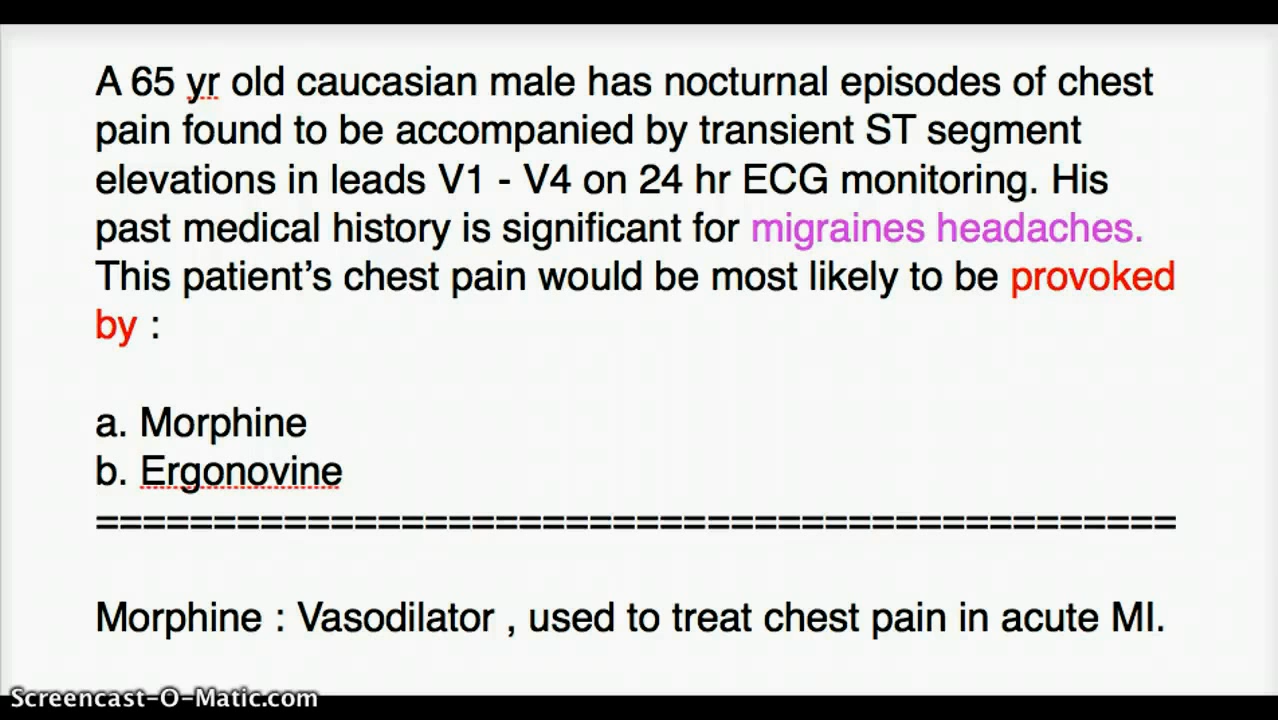 A 65 yr old caucasian male has nocturnal episodes of chest
pain found to be accompanied by transient ST segment
elevations in leads V1 - V4 on 24 hr ECG monitoring. His
past medical history is significant for migraines headaches.
This patient's chest pain would be most likely to be provoked
by :
a. Morphine
b. Ergonovine
==============================================
Morphine : Vasodilator , used to treat chest pain in acute MI.
Screencast-O-Matic.com